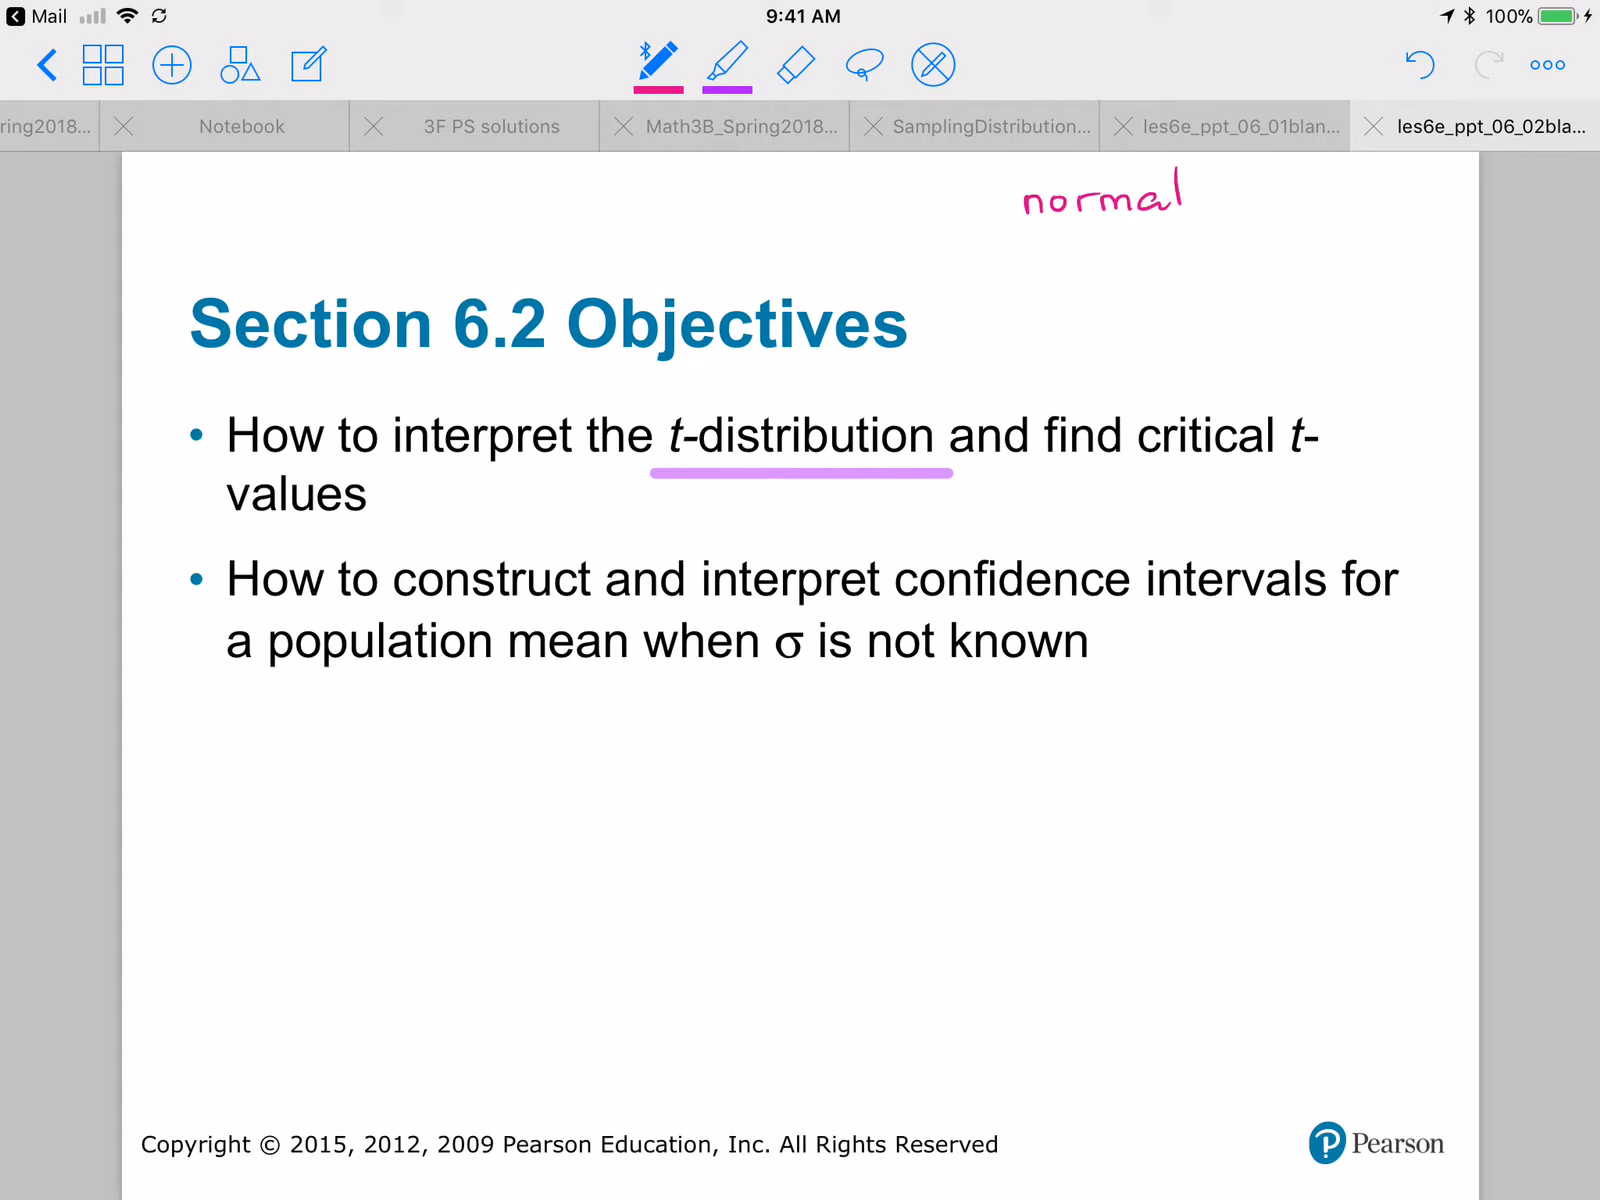 Mail 9:41 AM 100%
ring2018... Notebook 3F PS solutions Math3B_Spring2018... SamplingDistribution... les6e_ppt_06_01blan... les6e_ppt_06_02bla...
normal
Section 6.2 Objectives
• How to interpret the t-distribution and find critical t-
values
• How to construct and interpret confidence intervals for
a population mean when σ is not known
Copyright © 2015, 2012, 2009 Pearson Education, Inc. All Rights Reserved
P Pearson